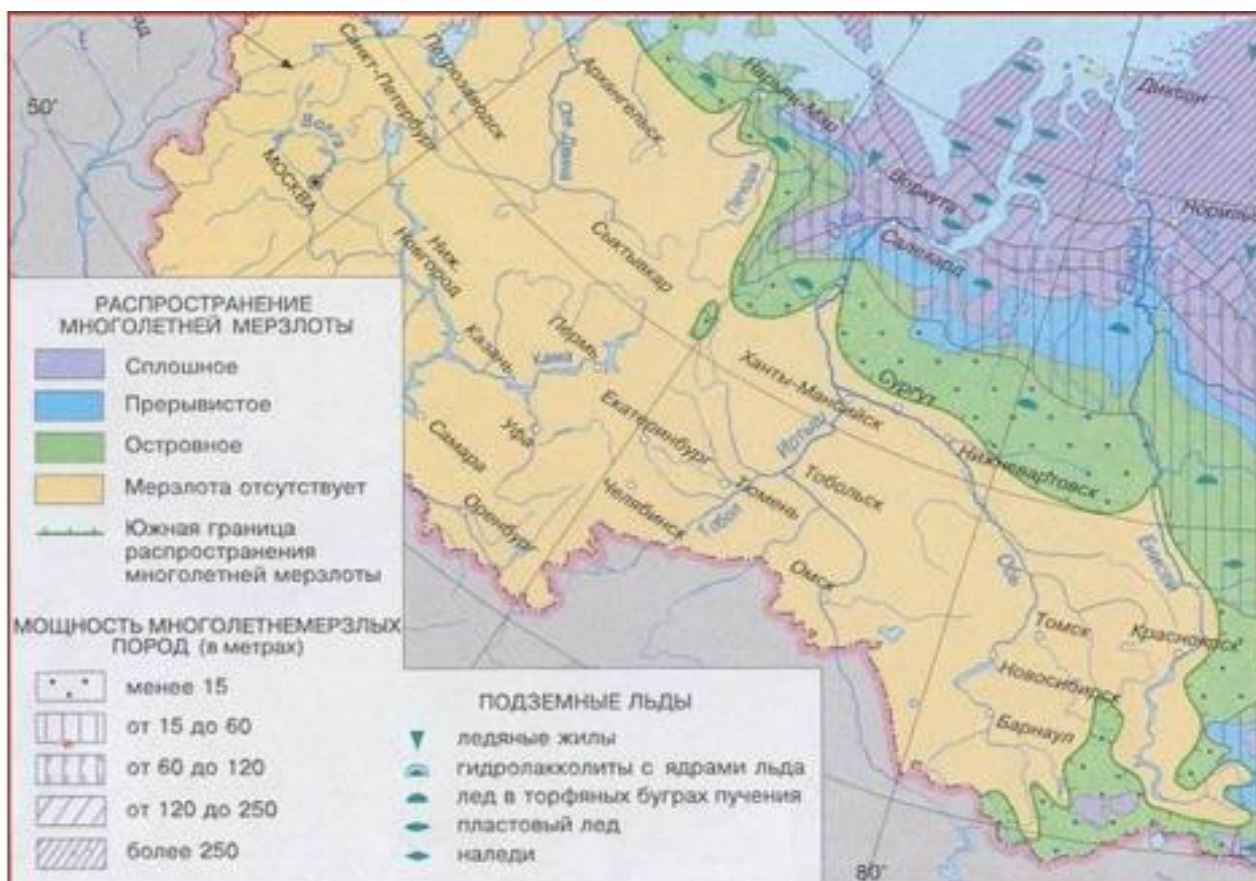 50°
Санкт-Петербург
Петрозаводск
Архангельск
Нарьян-Мар
Диксон
Волга
МОСКВА
Печора
Воркута
Салехард
Сыктывкар
Ниж.
Новгород
Казань
Кама
Пермь
Уфа
Самара
Оренбург
Екатеринбург
Челябинск
Тюмень
Тобол
Иртыш
Тобольск
Ханты-Мансийск
Сургут
Нижневартовск
Омск
Обь
Енисей
Томск
Красноярск
Новосибирск
Барнаул
80°
РАСПРОСТРАНЕНИЕ
МНОГОЛЕТНЕЙ МЕРЗЛОТЫ
Сплошное
Прерывистое
Островное
Мерзлота отсутствует
Южная граница
распространения
многолетней мерзлоты
МОЩНОСТЬ МНОГОЛЕТНЕМЕРЗЛЫХ
ПОРОД (в метрах)
менее 15
от 15 до 60
от 60 до 120
от 120 до 250
более 250
ПОДЗЕМНЫЕ ЛЬДЫ
ледяные жилы
гидролакколиты с ядрами льда
лед в торфяных буграх пучения
пластовый лед
наледи